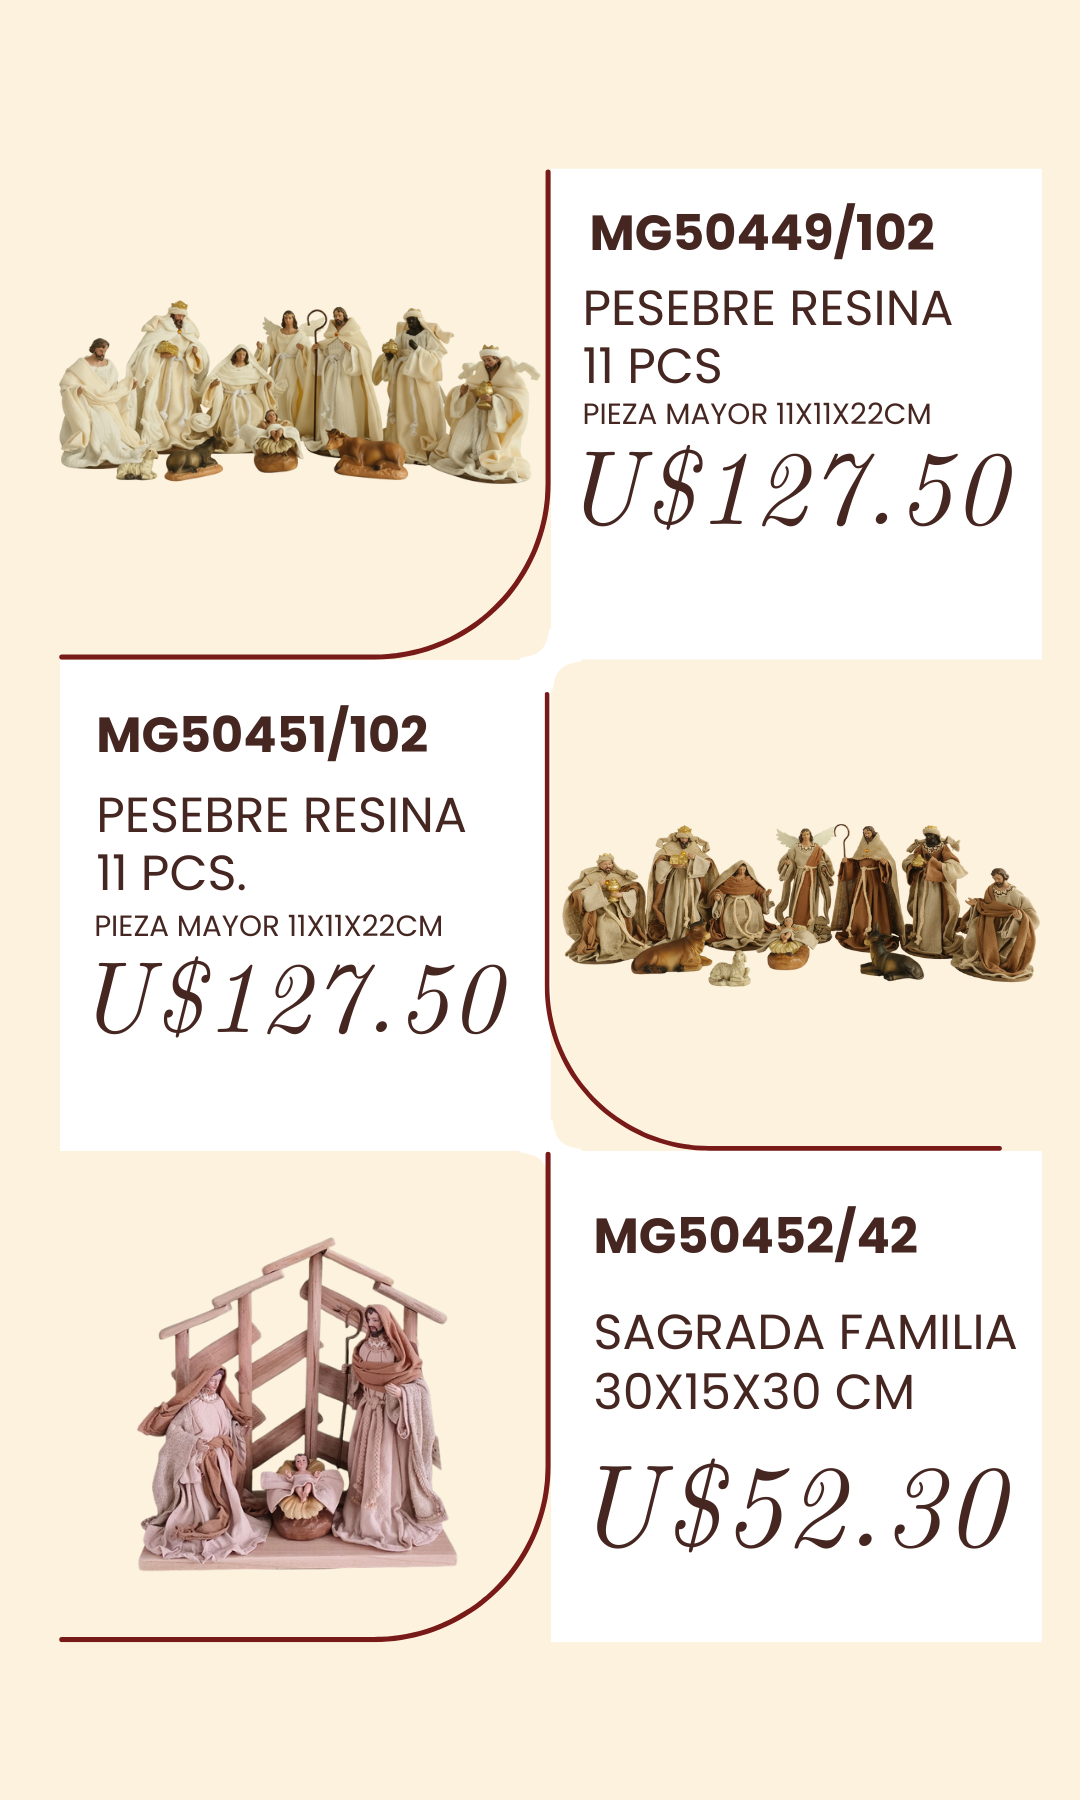 MG50449/102
PESEBRE RESINA
11 PCS
PIEZA MAYOR 11X11X22CM
U$127.50
MG50451/102
PESEBRE RESINA
11 PCS.
PIEZA MAYOR 11X11X22CM
U$127.50
MG50452/42
SAGRADA FAMILIA
30X15X30 CM
U$52.30